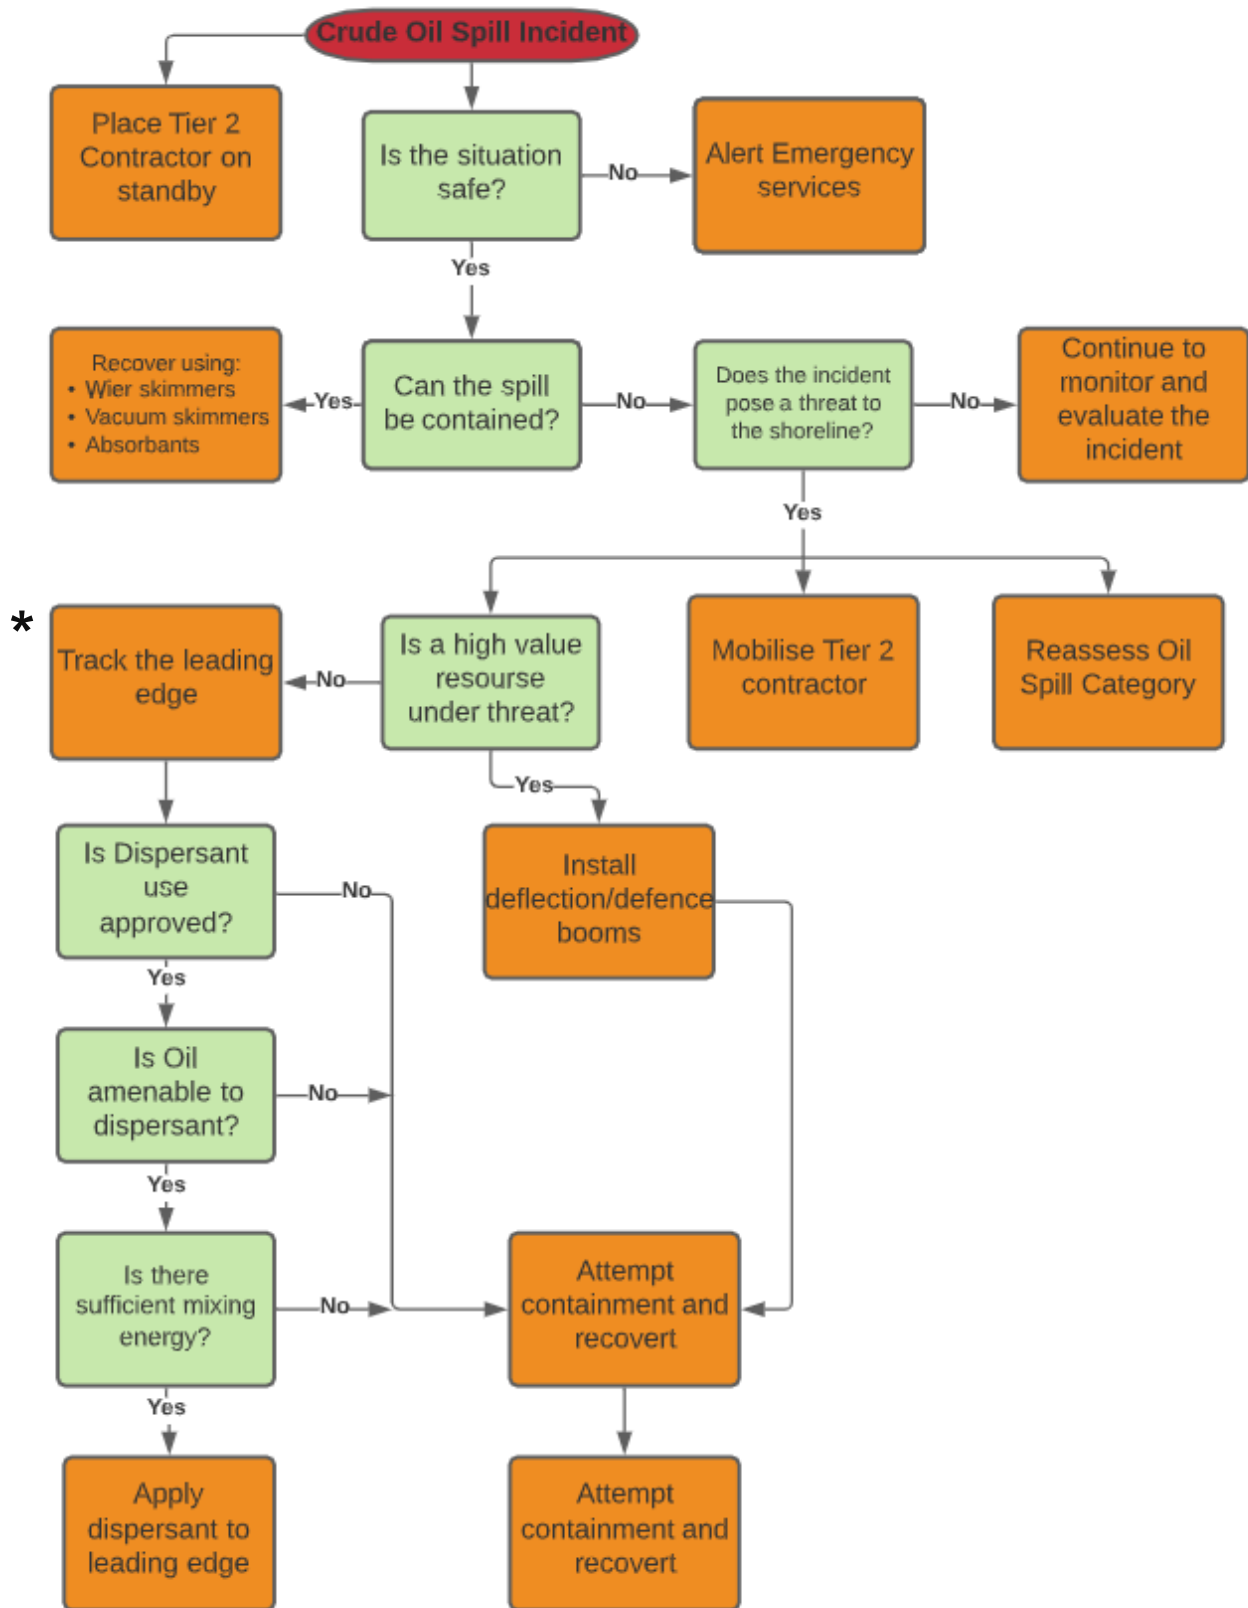 Crude Oil Spill Incident
Place Tier 2
Contractor on
standby
Is the situation
safe?
No
Alert Emergency
services
Yes
Recover using:
• Wier skimmers
• Vacuum skimmers
• Absorbants
Yes
Can the spill
be contained?
No
Does the incident
pose a threat to
the shoreline?
No
Continue to
monitor and
evaluate the
incident
Yes
*
Track the leading
edge
No
Is a high value
resourse
under threat?
Mobilise Tier 2
contractor
Reassess Oil
Spill Category
Yes
Is Dispersant
use
approved?
No
Install
deflection/defence
booms
Yes
Is Oil
amenable to
dispersant?
No
Yes
Is there
sufficient mixing
energy?
No
Attempt
containment and
recovert
Yes
Apply
dispersant to
leading edge
Attempt
containment and
recovert